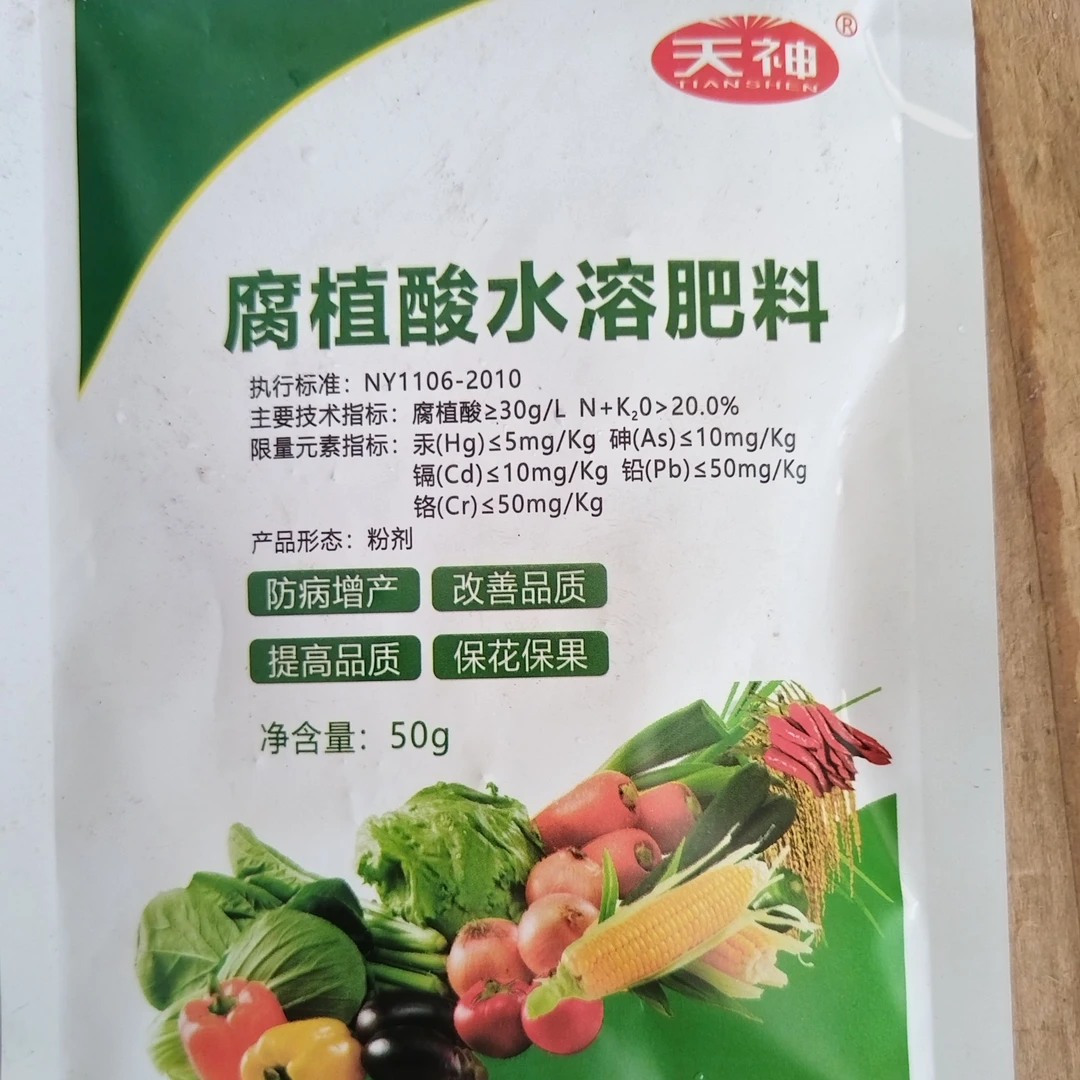 天神
TIANSHEN
®
腐植酸水溶肥料
执行标准：NY1106-2010
主要技术指标：腐植酸≥30g/L N+K₂0>20.0%
限量元素指标：汞(Hg)≤5mg/Kg 砷(As)≤10mg/Kg
镉(Cd)≤10mg/Kg 铅(Pb)≤50mg/Kg
铬(Cr)≤50mg/Kg
产品形态：粉剂
防病增产 改善品质
提高品质 保花保果
净含量：50g